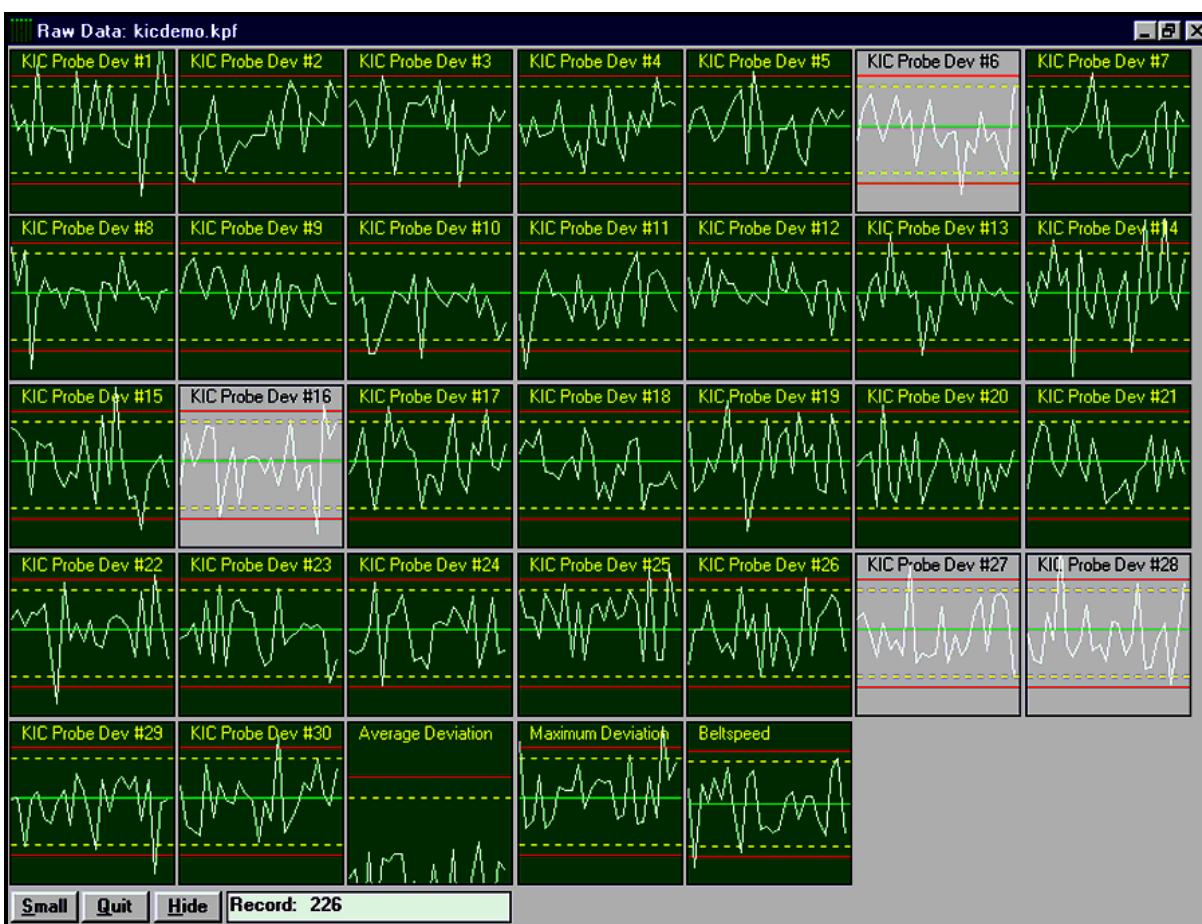 Raw Data: kicdemo.kpf
KIC Probe Dev #1 KIC Probe Dev #2 KIC Probe Dev #3 KIC Probe Dev #4 KIC Probe Dev #5 KIC Probe Dev #6 KIC Probe Dev #7
KIC Probe Dev #8 KIC Probe Dev #9 KIC Probe Dev #10 KIC Probe Dev #11 KIC Probe Dev #12 KIC Probe Dev #13 KIC Probe Dev #14
KIC Probe Dev #15 KIC Probe Dev #16 KIC Probe Dev #17 KIC Probe Dev #18 KIC Probe Dev #19 KIC Probe Dev #20 KIC Probe Dev #21
KIC Probe Dev #22 KIC Probe Dev #23 KIC Probe Dev #24 KIC Probe Dev #25 KIC Probe Dev #26 KIC Probe Dev #27 KIC Probe Dev #28
KIC Probe Dev #29 KIC Probe Dev #30 Average Deviation Maximum Deviation Beltspeed
Small Quit Hide Record: 226